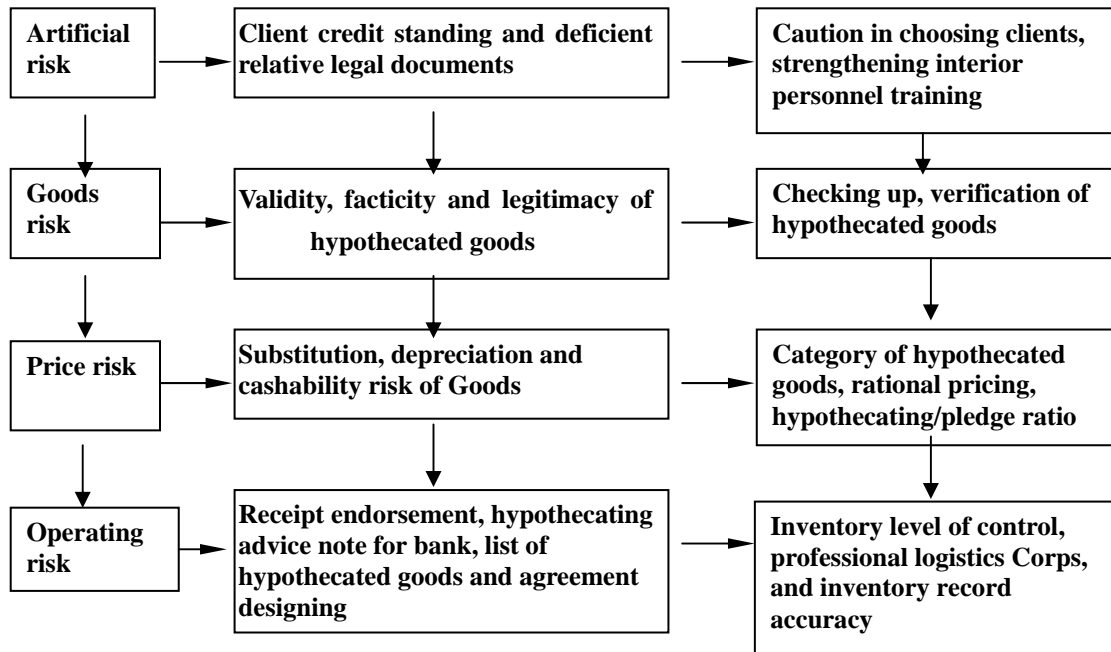 Artificial
risk
Client credit standing and deficient
relative legal documents
Caution in choosing clients,
strengthening interior
personnel training
Goods
risk
Validity, facticity and legitimacy of
hypothecated goods
Checking up, verification of
hypothecated goods
Price risk
Substitution, depreciation and
cashability risk of Goods
Category of hypothecated
goods, rational pricing,
hypothecating/pledge ratio
Operating
risk
Receipt endorsement, hypothecating
advice note for bank, list of
hypothecated goods and agreement
designing
Inventory level of control,
professional logistics Corps,
and inventory record
accuracy